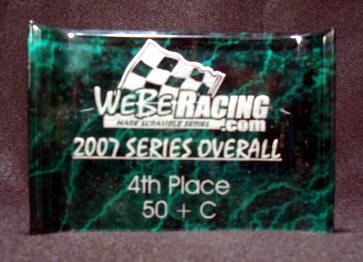 WeBeRacing
.com
HARE SCRAMBLE SERIES
2007 SERIES OVERALL
4th Place
50 + C